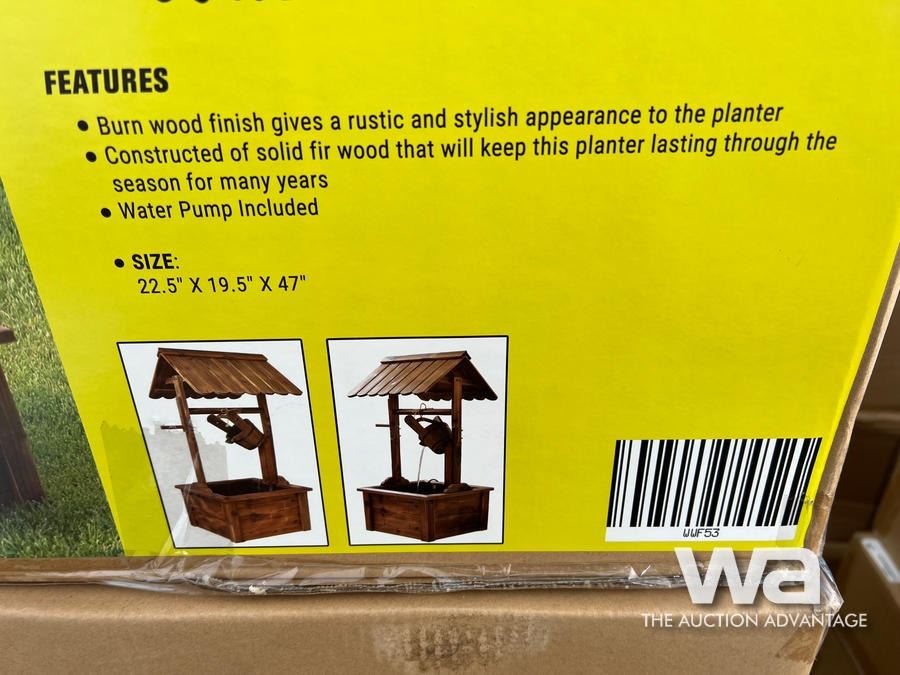 FEATURES
• Burn wood finish gives a rustic and stylish appearance to the planter
• Constructed of solid fir wood that will keep this planter lasting through the
season for many years
• Water Pump Included
• SIZE:
22.5" X 19.5" X 47"
WWF53
wa
THE AUCTION ADVANTAGE